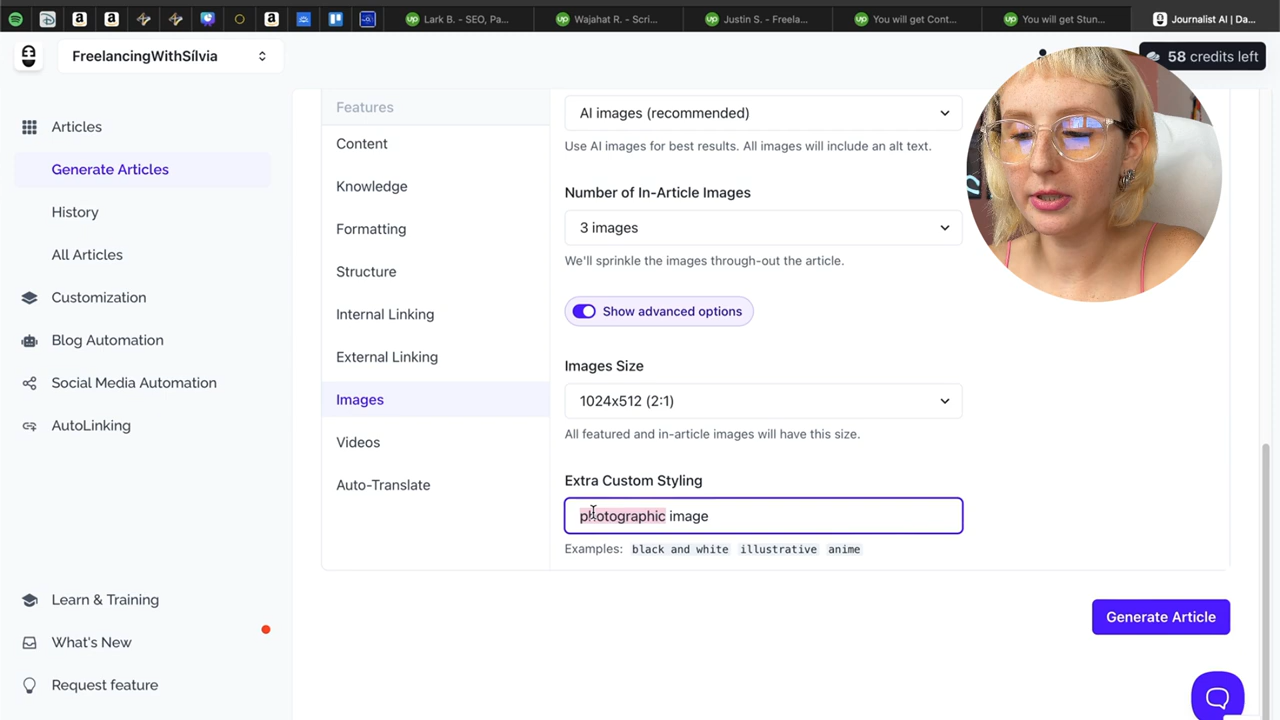 Lark B. - SEO, Pa...
Wajahat R. - Scri...
Justin S. - Freela...
You will get Cont...
You will get Stun...
Journalist AI | Da...
FreelancingWithSílvia
58 credits left
Articles
Generate Articles
History
All Articles
Customization
Blog Automation
Social Media Automation
AutoLinking
Learn & Training
What's New
Request feature
Features
Content
Knowledge
Formatting
Structure
Internal Linking
External Linking
Images
Videos
Auto-Translate
AI images (recommended)
Use AI images for best results. All images will include an alt text.
Number of In-Article Images
3 images
We'll sprinkle the images through-out the article.
Show advanced options
Images Size
1024x512 (2:1)
All featured and in-article images will have this size.
Extra Custom Styling
photographic image
Examples: black and white illustrative anime
Generate Article